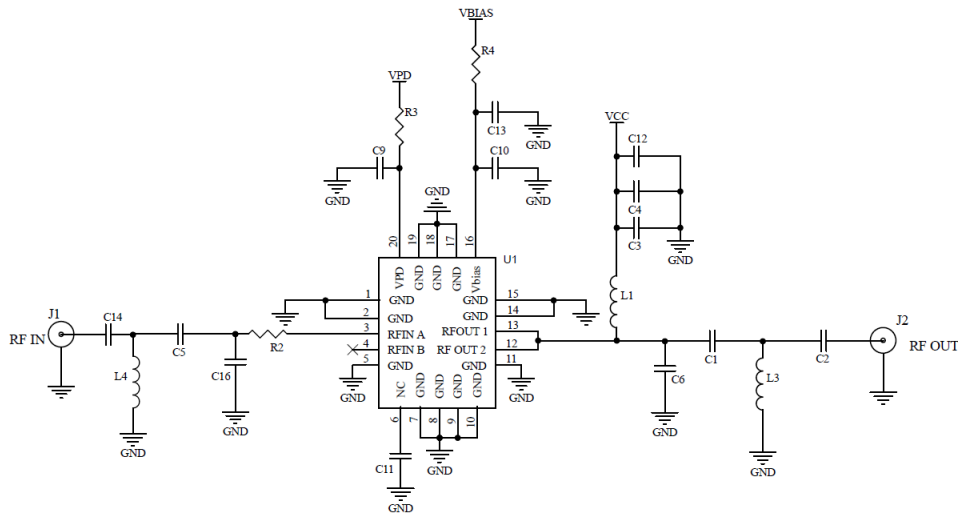 VBIAS
R4
VPD
R3
C13
GND
VCC
C12
C9
C10
C4
GND
GND
GND
C3
GND
20
19
18
17
16
U1
VPD
GND
GND
GND
Vbias
L1
1
GND
GND
15
2
GND
GND
14
J1
C14
3
RFIN A
RFOUT 1
13
J2
RF IN
C5
R2
4
RFIN B
RF OUT 2
12
C1
C2
RF OUT
5
GND
GND
11
L4
C16
GND
NC
GND
GND
GND
GND
GND
C6
L3
6
7
8
9
10
GND
GND
GND
GND
GND
C11
GND